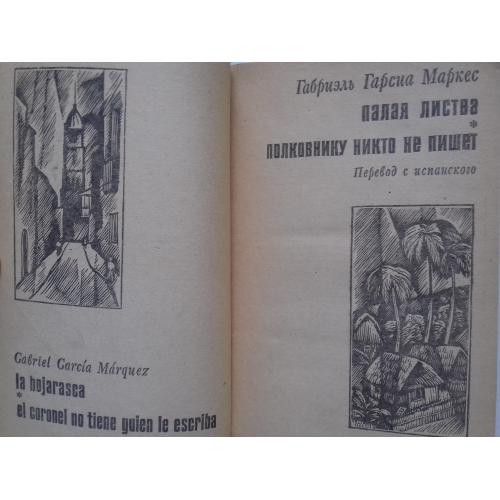 Gabriel García Márquez
la hojarasca
*
el coronel no tiene guien le escriba
Габриэль Гарсиа Маркес
палая листва
*
полковнику никто не пишет
Перевод с испанского